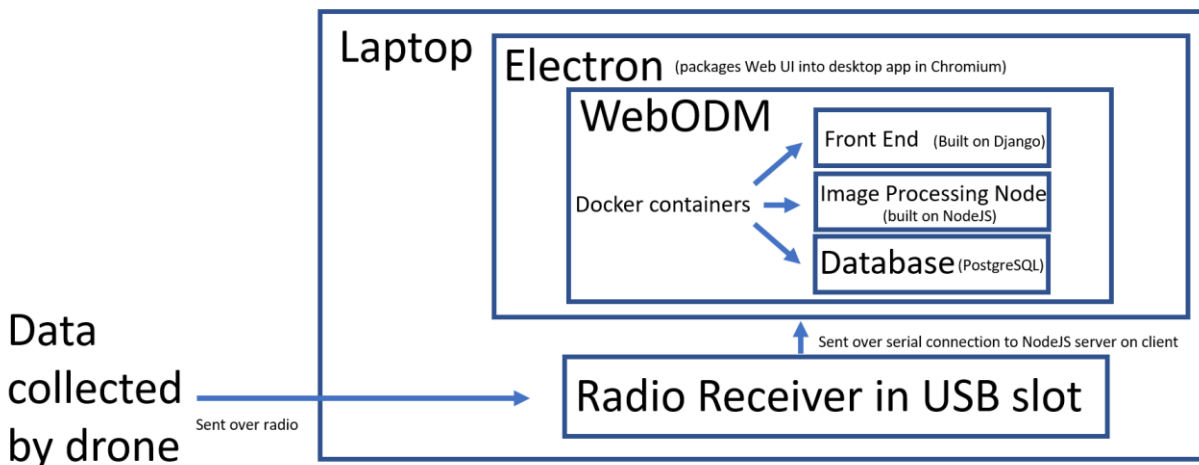 Laptop
Electron (packages Web UI into desktop app in Chromium)
WebODM
Front End (Built on Django)
Docker containers
Image Processing Node
(built on NodeJS)
Database (PostgreSQL)
Data
collected
by drone
Sent over radio
Sent over serial connection to NodeJS server on client
Radio Receiver in USB slot